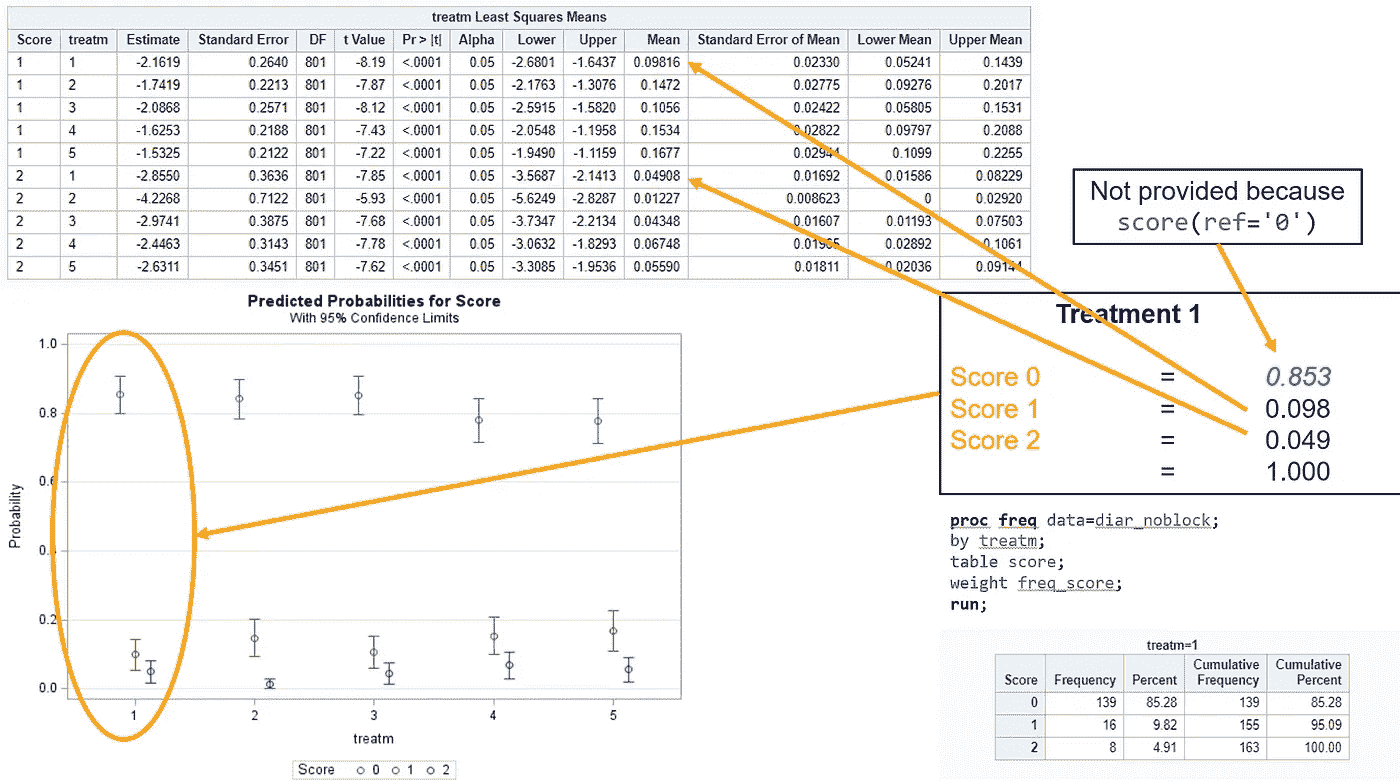 treatm Least Squares Means
Score treatm Estimate Standard Error DF t Value Pr > |t| Alpha Lower Upper Mean Standard Error of Mean Lower Mean Upper Mean
1 1 -2.1619 0.2640 801 -8.19 <.0001 0.05 -2.6801 -1.6437 0.09816 0.02330 0.05241 0.1439
1 2 -1.7419 0.2213 801 -7.87 <.0001 0.05 -2.1763 -1.3076 0.1472 0.02775 0.09276 0.2017
1 3 -2.0868 0.2571 801 -8.12 <.0001 0.05 -2.5915 -1.5820 0.1056 0.02422 0.05805 0.1531
1 4 -1.6253 0.2188 801 -7.43 <.0001 0.05 -2.0548 -1.1958 0.1534 0.02822 0.09797 0.2088
1 5 -1.5325 0.2122 801 -7.22 <.0001 0.05 -1.9490 -1.1159 0.1677 0.02944 0.1099 0.2255
2 1 -2.8550 0.3636 801 -7.85 <.0001 0.05 -3.5687 -2.1413 0.04908 0.01692 0.01586 0.08229
2 2 -4.2268 0.7122 801 -5.93 <.0001 0.05 -5.6249 -2.8287 0.01227 0.008623 0 0.02920
2 3 -2.9741 0.3875 801 -7.68 <.0001 0.05 -3.7347 -2.2134 0.04348 0.01607 0.01193 0.07503
2 4 -2.4463 0.3143 801 -7.78 <.0001 0.05 -3.0632 -1.8293 0.06748 0.02892 0.1061
2 5 -2.6311 0.3451 801 -7.62 <.0001 0.05 -3.3085 -1.9536 0.05590 0.01811 0.02036 0.09144
Not provided because
score(ref='0')
Predicted Probabilities for Score
With 95% Confidence Limits
Probability
1.0
0.8
0.6
0.2
0.0
1 2 3 4 5
treatm
Score 0 1 2
Treatment 1
Score 0 = 0.853
Score 1 = 0.098
Score 2 = 0.049
= 1.000
proc freq data=diar_noblock;
by treatm;
table score;
weight freq_score;
run;
treatm=1
Score Frequency Percent Cumulative Frequency Cumulative Percent
0 139 85.28 139 85.28
1 16 9.82 155 95.09
2 8 4.91 163 100.00